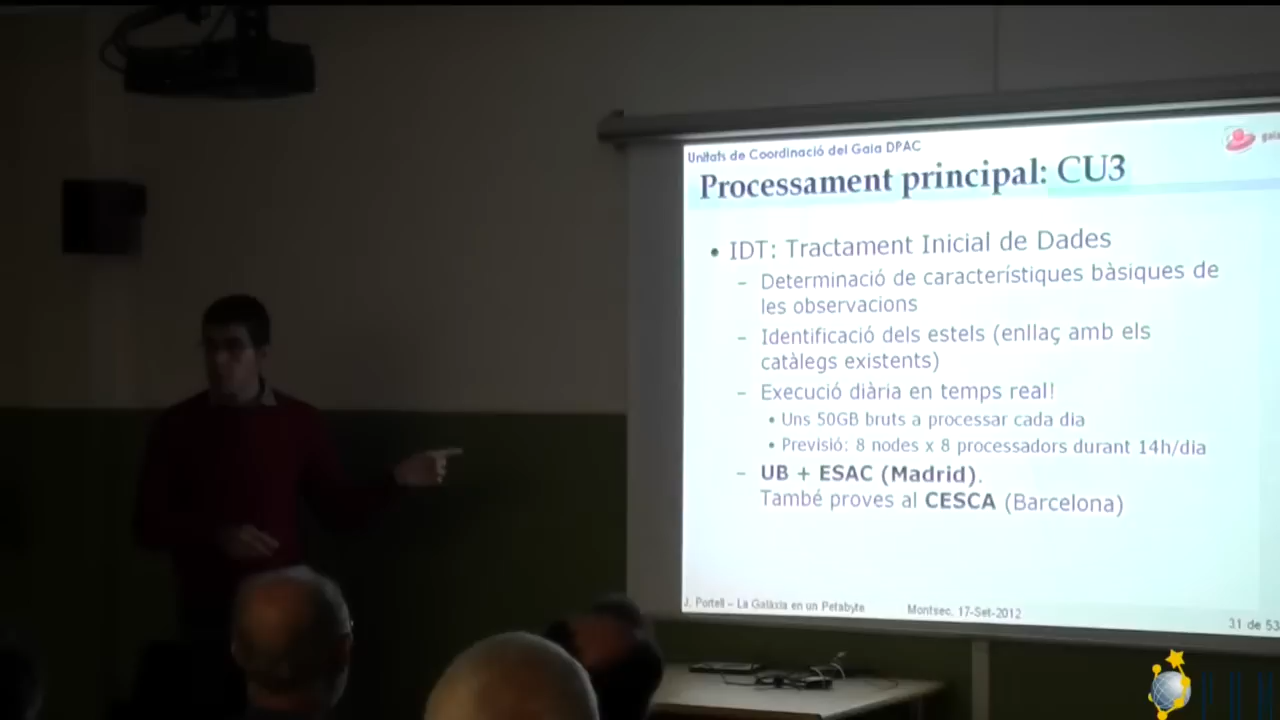 Unitats de Coordinació del Gaia DPAC
gaia
Processament principal: CU3
• IDT: Tractament Inicial de Dades
– Determinació de característiques bàsiques de
les observacions
– Identificació dels estels (enllaç amb els
catàlegs existents)
– Execució diària en temps real!
• Uns 50GB bruts a processar cada dia
• Previsió: 8 nodes x 8 processadors durant 14h/dia
– UB + ESAC (Madrid).
També proves al CESCA (Barcelona)
J. Portell – La Galàxia en un Petabyte
Montsec, 17-Set-2012
31 de 53